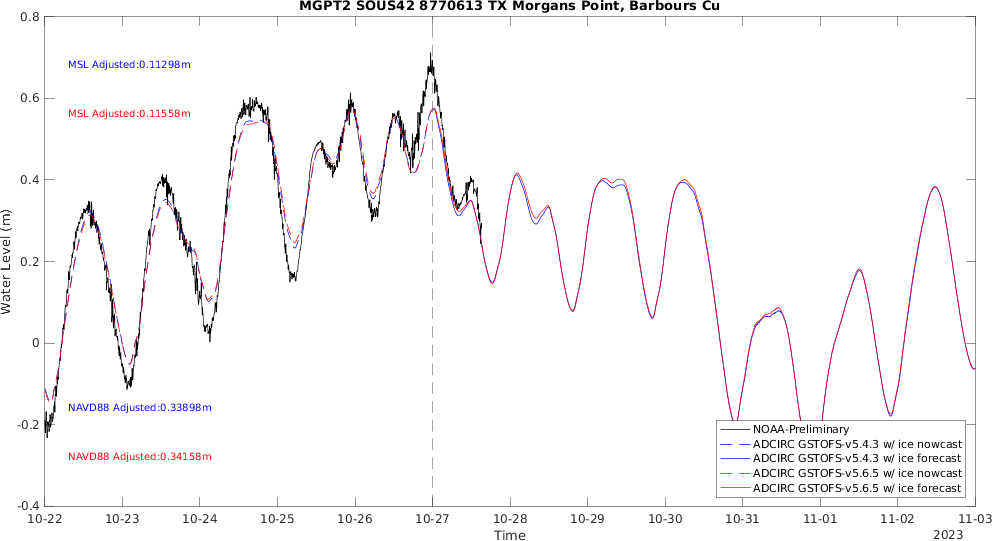 MGPT2 SOUS42 8770613 TX Morgans Point, Barbours Cu
0.8
0.6
0.4
0.2
0
-0.2
-0.4
Water Level (m)
MSL Adjusted:0.11298m
MSL Adjusted:0.11558m
NAVD88 Adjusted:0.33898m
NAVD88 Adjusted:0.34158m
NOAA-Preliminary
ADCIRC GSTOFS-v5.4.3 w/ ice nowcast
ADCIRC GSTOFS-v5.4.3 w/ ice forecast
ADCIRC GSTOFS-v5.6.5 w/ ice nowcast
ADCIRC GSTOFS-v5.6.5 w/ ice forecast
10-22 10-23 10-24 10-25 10-26 10-27 10-28 10-29 10-30 10-31 11-01 11-02 11-03
Time
2023